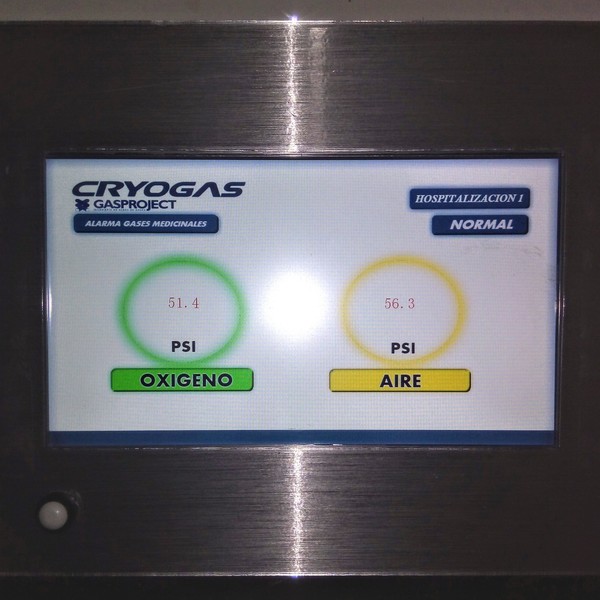 CRYOGAS
GASPROJECT
ALARMA GASES MEDICINALES
HOSPITALIZACION 1
NORMAL
51.4
PSI
OXIGENO
56.3
PSI
AIRE